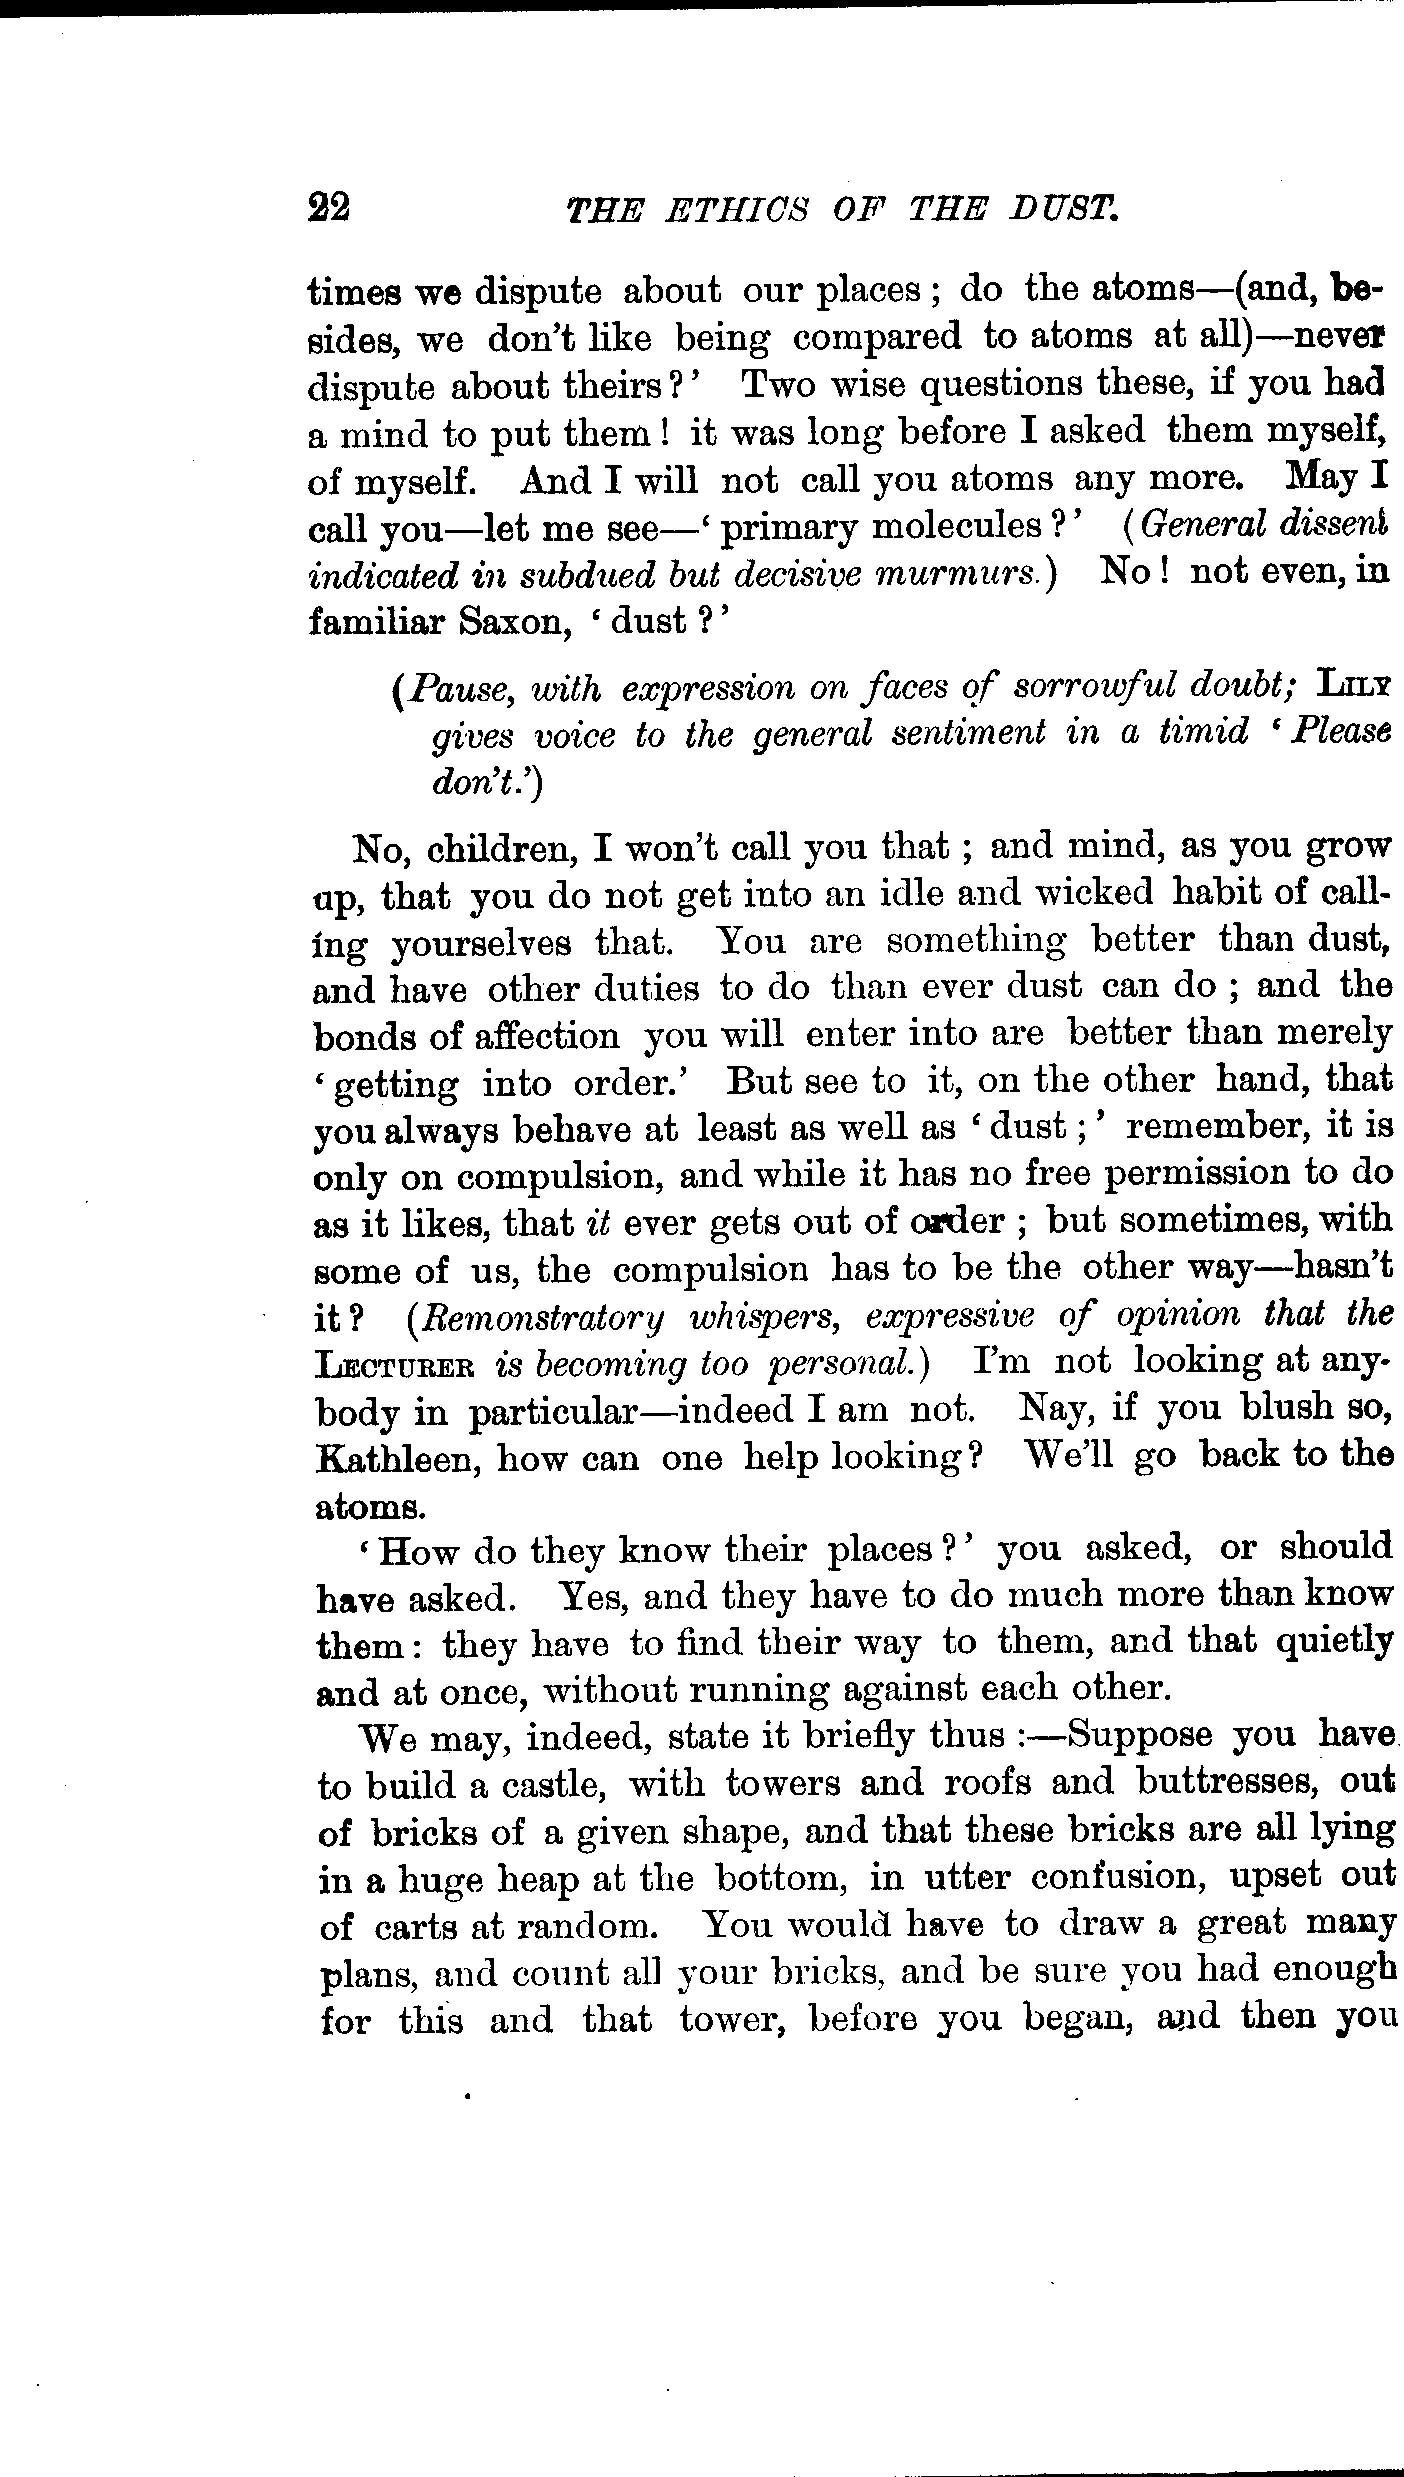 22 THE ETHICS OF THE DUST.
times we dispute about our places; do the atoms—(and, be-
sides, we don't like being compared to atoms at all)—never
dispute about theirs?' Two wise questions these, if you had
a mind to put them! it was long before I asked them myself,
of myself. And I will not call you atoms any more. May I
call you—let me see—'primary molecules?' (General dissent
indicated in subdued but decisive murmurs.) No! not even, in
familiar Saxon, 'dust?'
(Pause, with expression on faces of sorrowful doubt; LILY
gives voice to the general sentiment in a timid 'Please
don't.')
No, children, I won't call you that; and mind, as you grow
up, that you do not get into an idle and wicked habit of call-
ing yourselves that. You are something better than dust,
and have other duties to do than ever dust can do; and the
bonds of affection you will enter into are better than merely
'getting into order.' But see to it, on the other hand, that
you always behave at least as well as 'dust;' remember, it is
only on compulsion, and while it has no free permission to do
as it likes, that it ever gets out of order; but sometimes, with
some of us, the compulsion has to be the other way—hasn't
it? (Remonstratory whispers, expressive of opinion that the
LECTURER is becoming too personal.) I'm not looking at any-
body in particular—indeed I am not. Nay, if you blush so,
Kathleen, how can one help looking? We'll go back to the
atoms.
'How do they know their places?' you asked, or should
have asked. Yes, and they have to do much more than know
them: they have to find their way to them, and that quietly
and at once, without running against each other.
We may, indeed, state it briefly thus:—Suppose you have
to build a castle, with towers and roofs and buttresses, out
of bricks of a given shape, and that these bricks are all lying
in a huge heap at the bottom, in utter confusion, upset out
of carts at random. You would have to draw a great many
plans, and count all your bricks, and be sure you had enough
for this and that tower, before you began, and then you